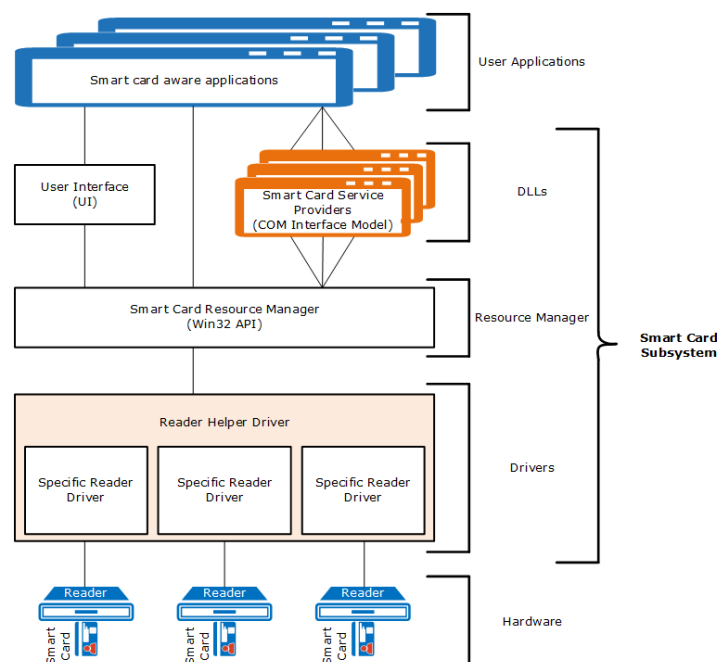 Smart card aware applications
User Applications
User Interface
(UI)
Smart Card Service
Providers
(COM Interface Model)
DLLs
Smart Card Resource Manager
(Win32 API)
Resource Manager
Smart Card
Subsystem
Reader Helper Driver
Specific Reader
Driver
Specific Reader
Driver
Specific Reader
Driver
Drivers
Reader
Reader
Reader
Smart
Card
Smart
Card
Smart
Card
Hardware